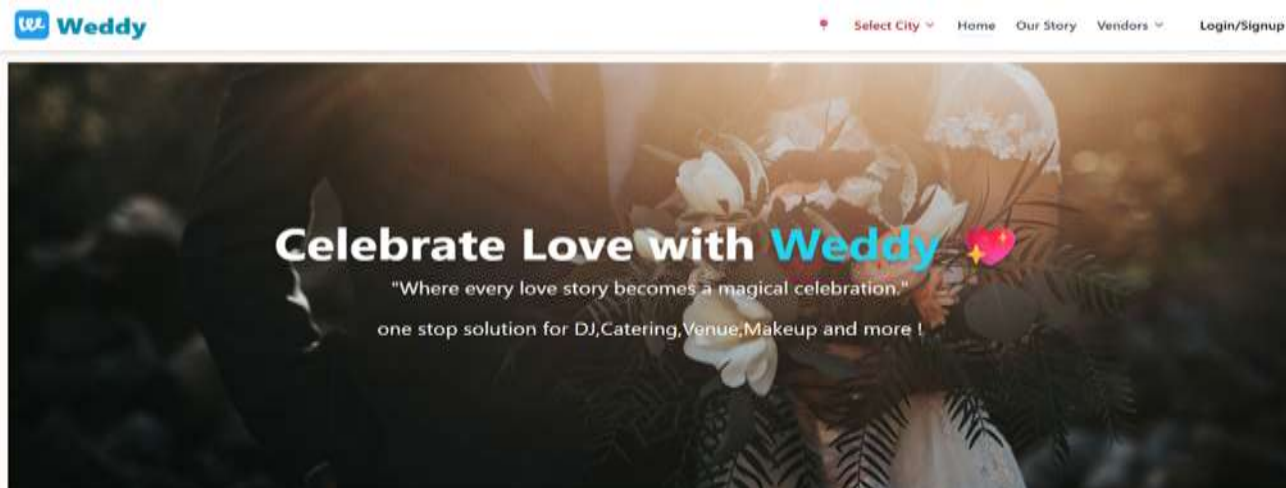 we Weddy
Select City Home Our Story Vendors Login/Signup
Celebrate Love with Weddy 💖
"Where every love story becomes a magical celebration."
one stop solution for DJ,Catering,Venue,Makeup and more !